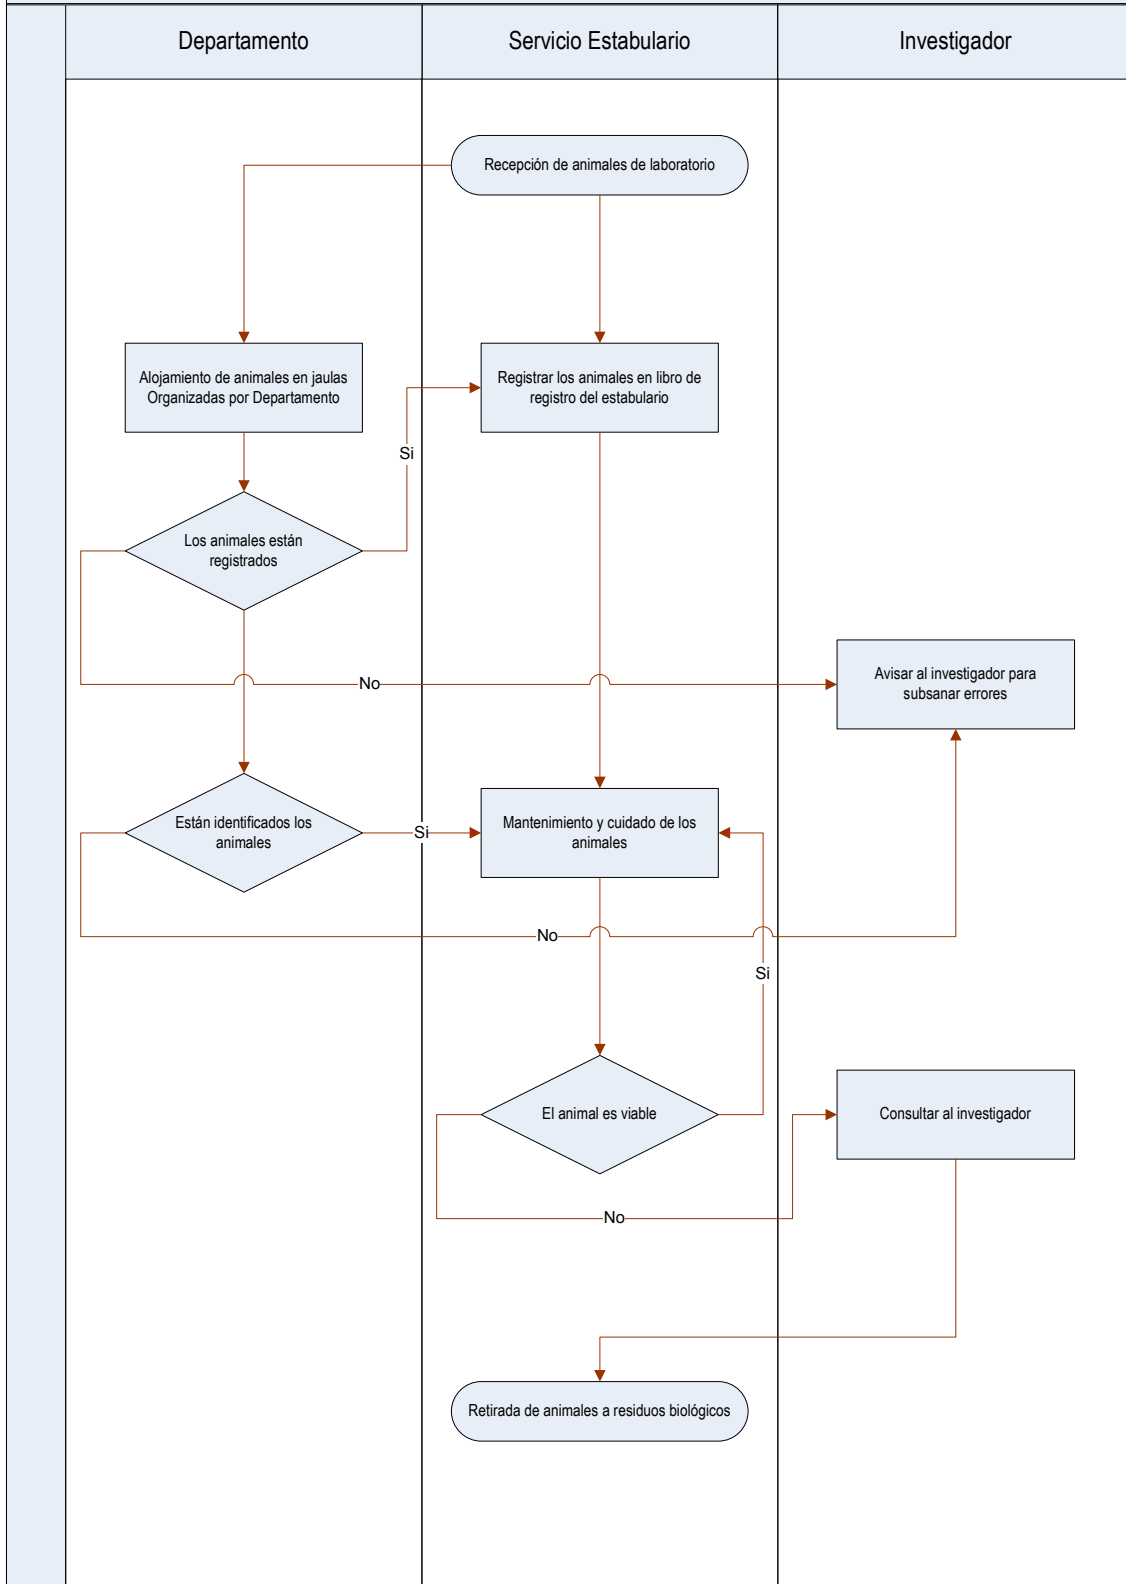 Departamento
Servicio Estabulario
Investigador
Recepción de animales de laboratorio
Alojamiento de animales en jaulas
Organizadas por Departamento
Registrar los animales en libro de
registro del estabulario
Si
Los animales están
registrados
No
Avisar al investigador para
subsanar errores
Están identificados los
animales
Si
Mantenimiento y cuidado de los
animales
No
Si
El animal es viable
Consultar al investigador
No
Retirada de animales a residuos biológicos